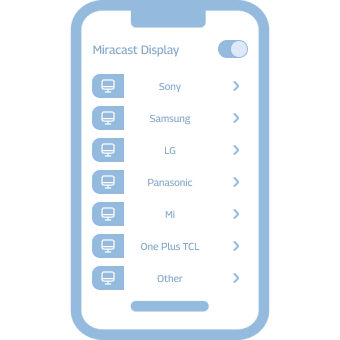 Miracast Display
Sony
Samsung
LG
Panasonic
Mi
One Plus TCL
Other